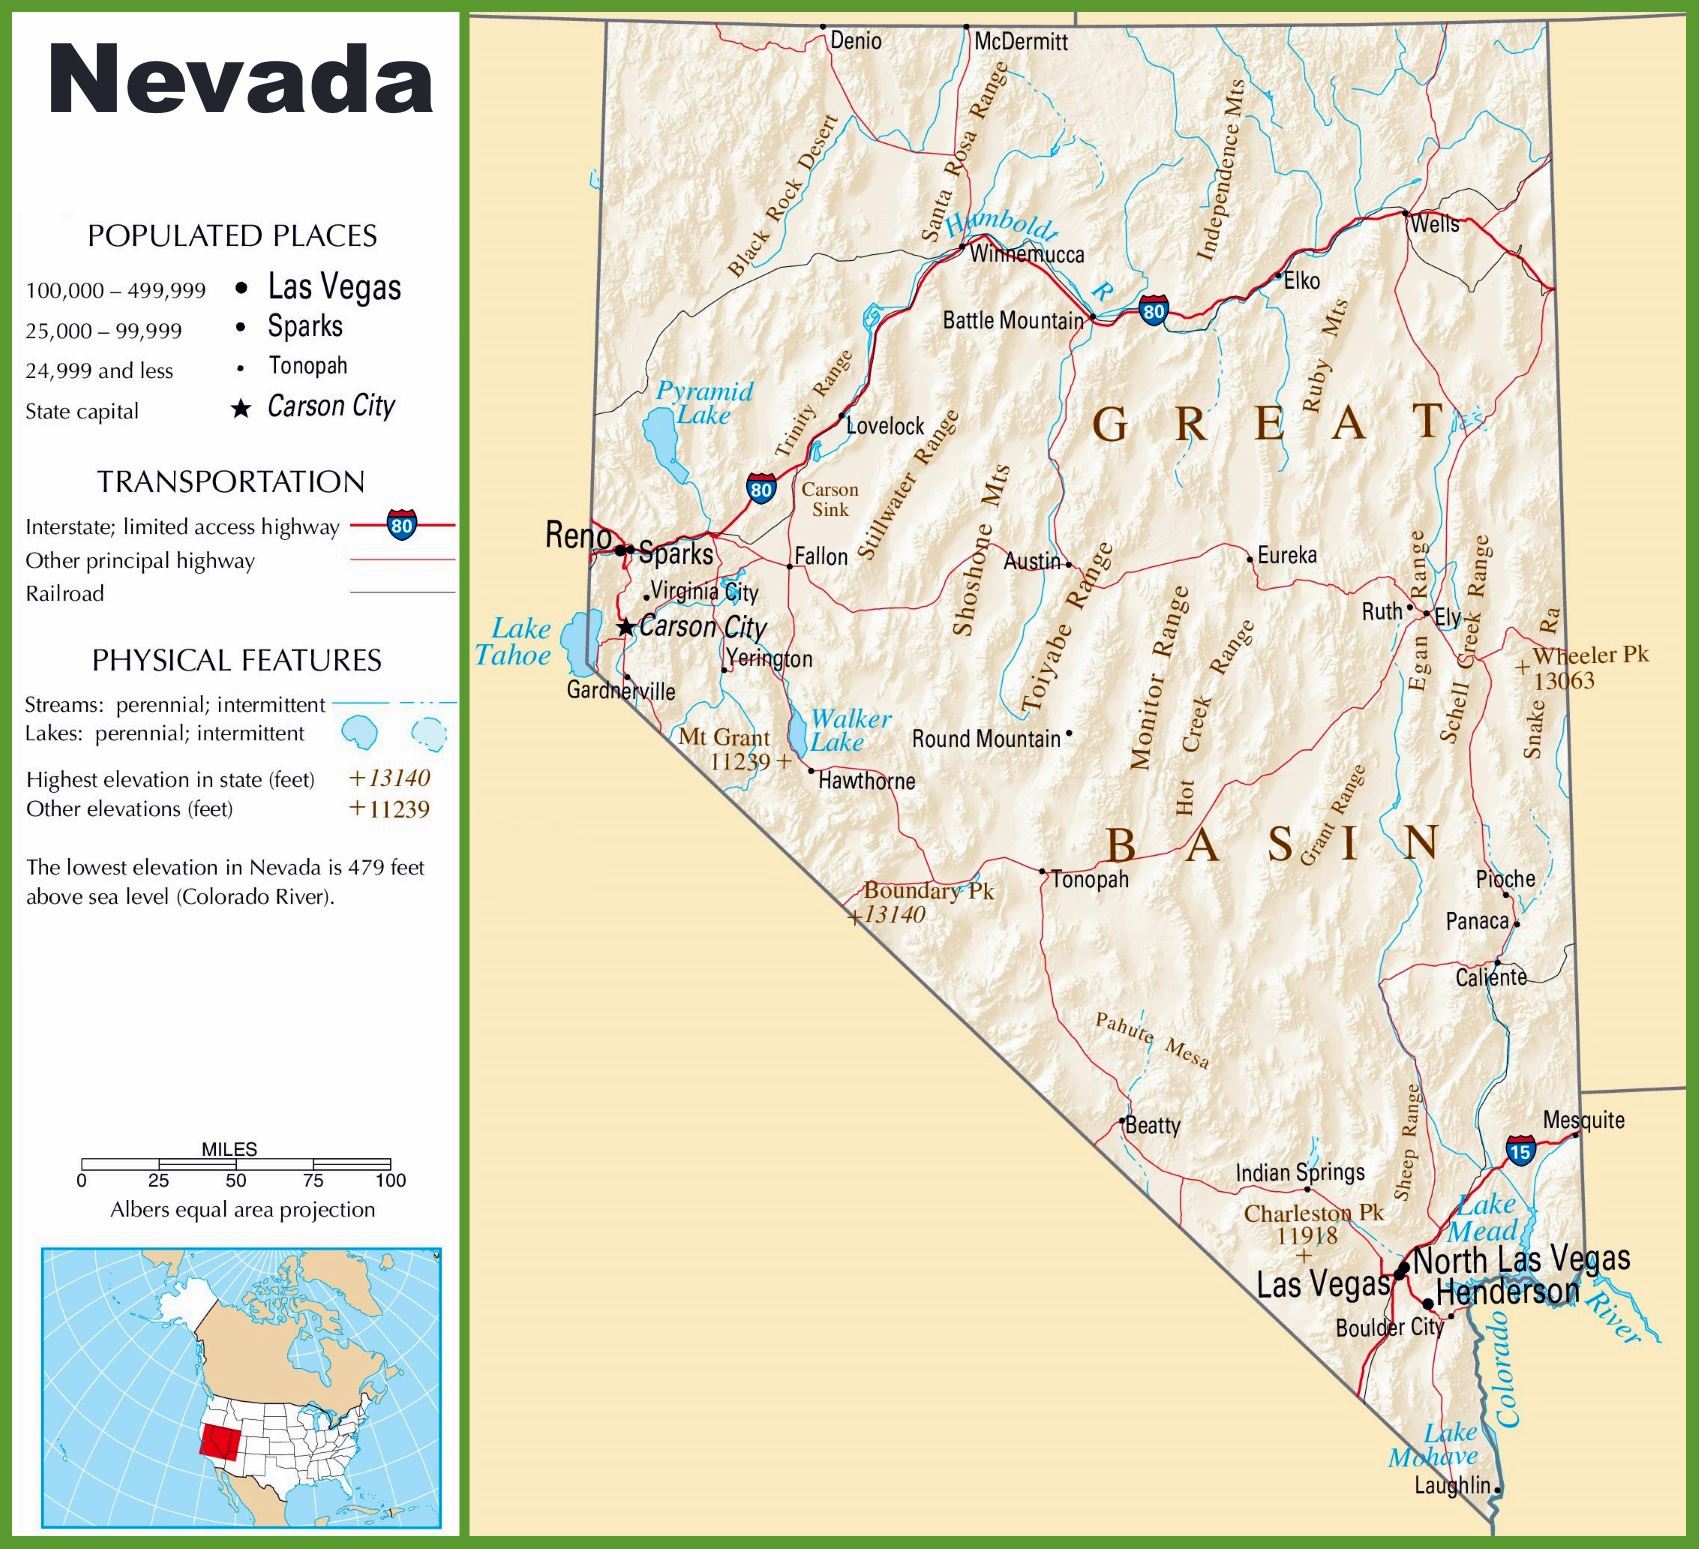 Nevada
POPULATED PLACES
100,000 – 499,999 Las Vegas
25,000 – 99,999 Sparks
24,999 and less Tonopah
State capital Carson City
TRANSPORTATION
Interstate; limited access highway 80
Other principal highway
Railroad
PHYSICAL FEATURES
Streams: perennial; intermittent
Lakes: perennial; intermittent
Highest elevation in state (feet) +13140
Other elevations (feet) +11239
The lowest elevation in Nevada is 479 feet
above sea level (Colorado River).
MILES
0 25 50 75 100
Albers equal area projection
Denio
McDermitt
Black Rock Desert
Santa Rosa Range
Independence Mts
Humboldt
R
Winnemucca
Wells
Elko
Battle Mountain
80
Ruby Mts
Pyramid
Lake
Trinity Range
Lovelock
GREAT
80
Carson
Sink
Stillwater Range
Shoshone Mts
Reno
Sparks
Fallon
Austin
Eureka
Virginia City
Toiyabe Range
Monitor Range
Hot Creek Range
Ruth
Ely
Egan Range
Schell Creek Range
Snake Ra
Lake
Tahoe
Carson City
Yerington
Gardnerville
Wheeler Pk
+13063
Walker
Lake
Mt Grant
11239+
Round Mountain
Hawthorne
Grant Range
BASIN
Tonopah
Boundary Pk
+13140
Pioche
Panaca
Caliente
Pahute Mesa
Beatty
Sheep Range
Mesquite
15
Indian Springs
Charleston Pk
11918
+
Lake
Mead
North Las Vegas
Las Vegas
Henderson
Boulder City
Colorado
River
Lake
Mohave
Laughlin